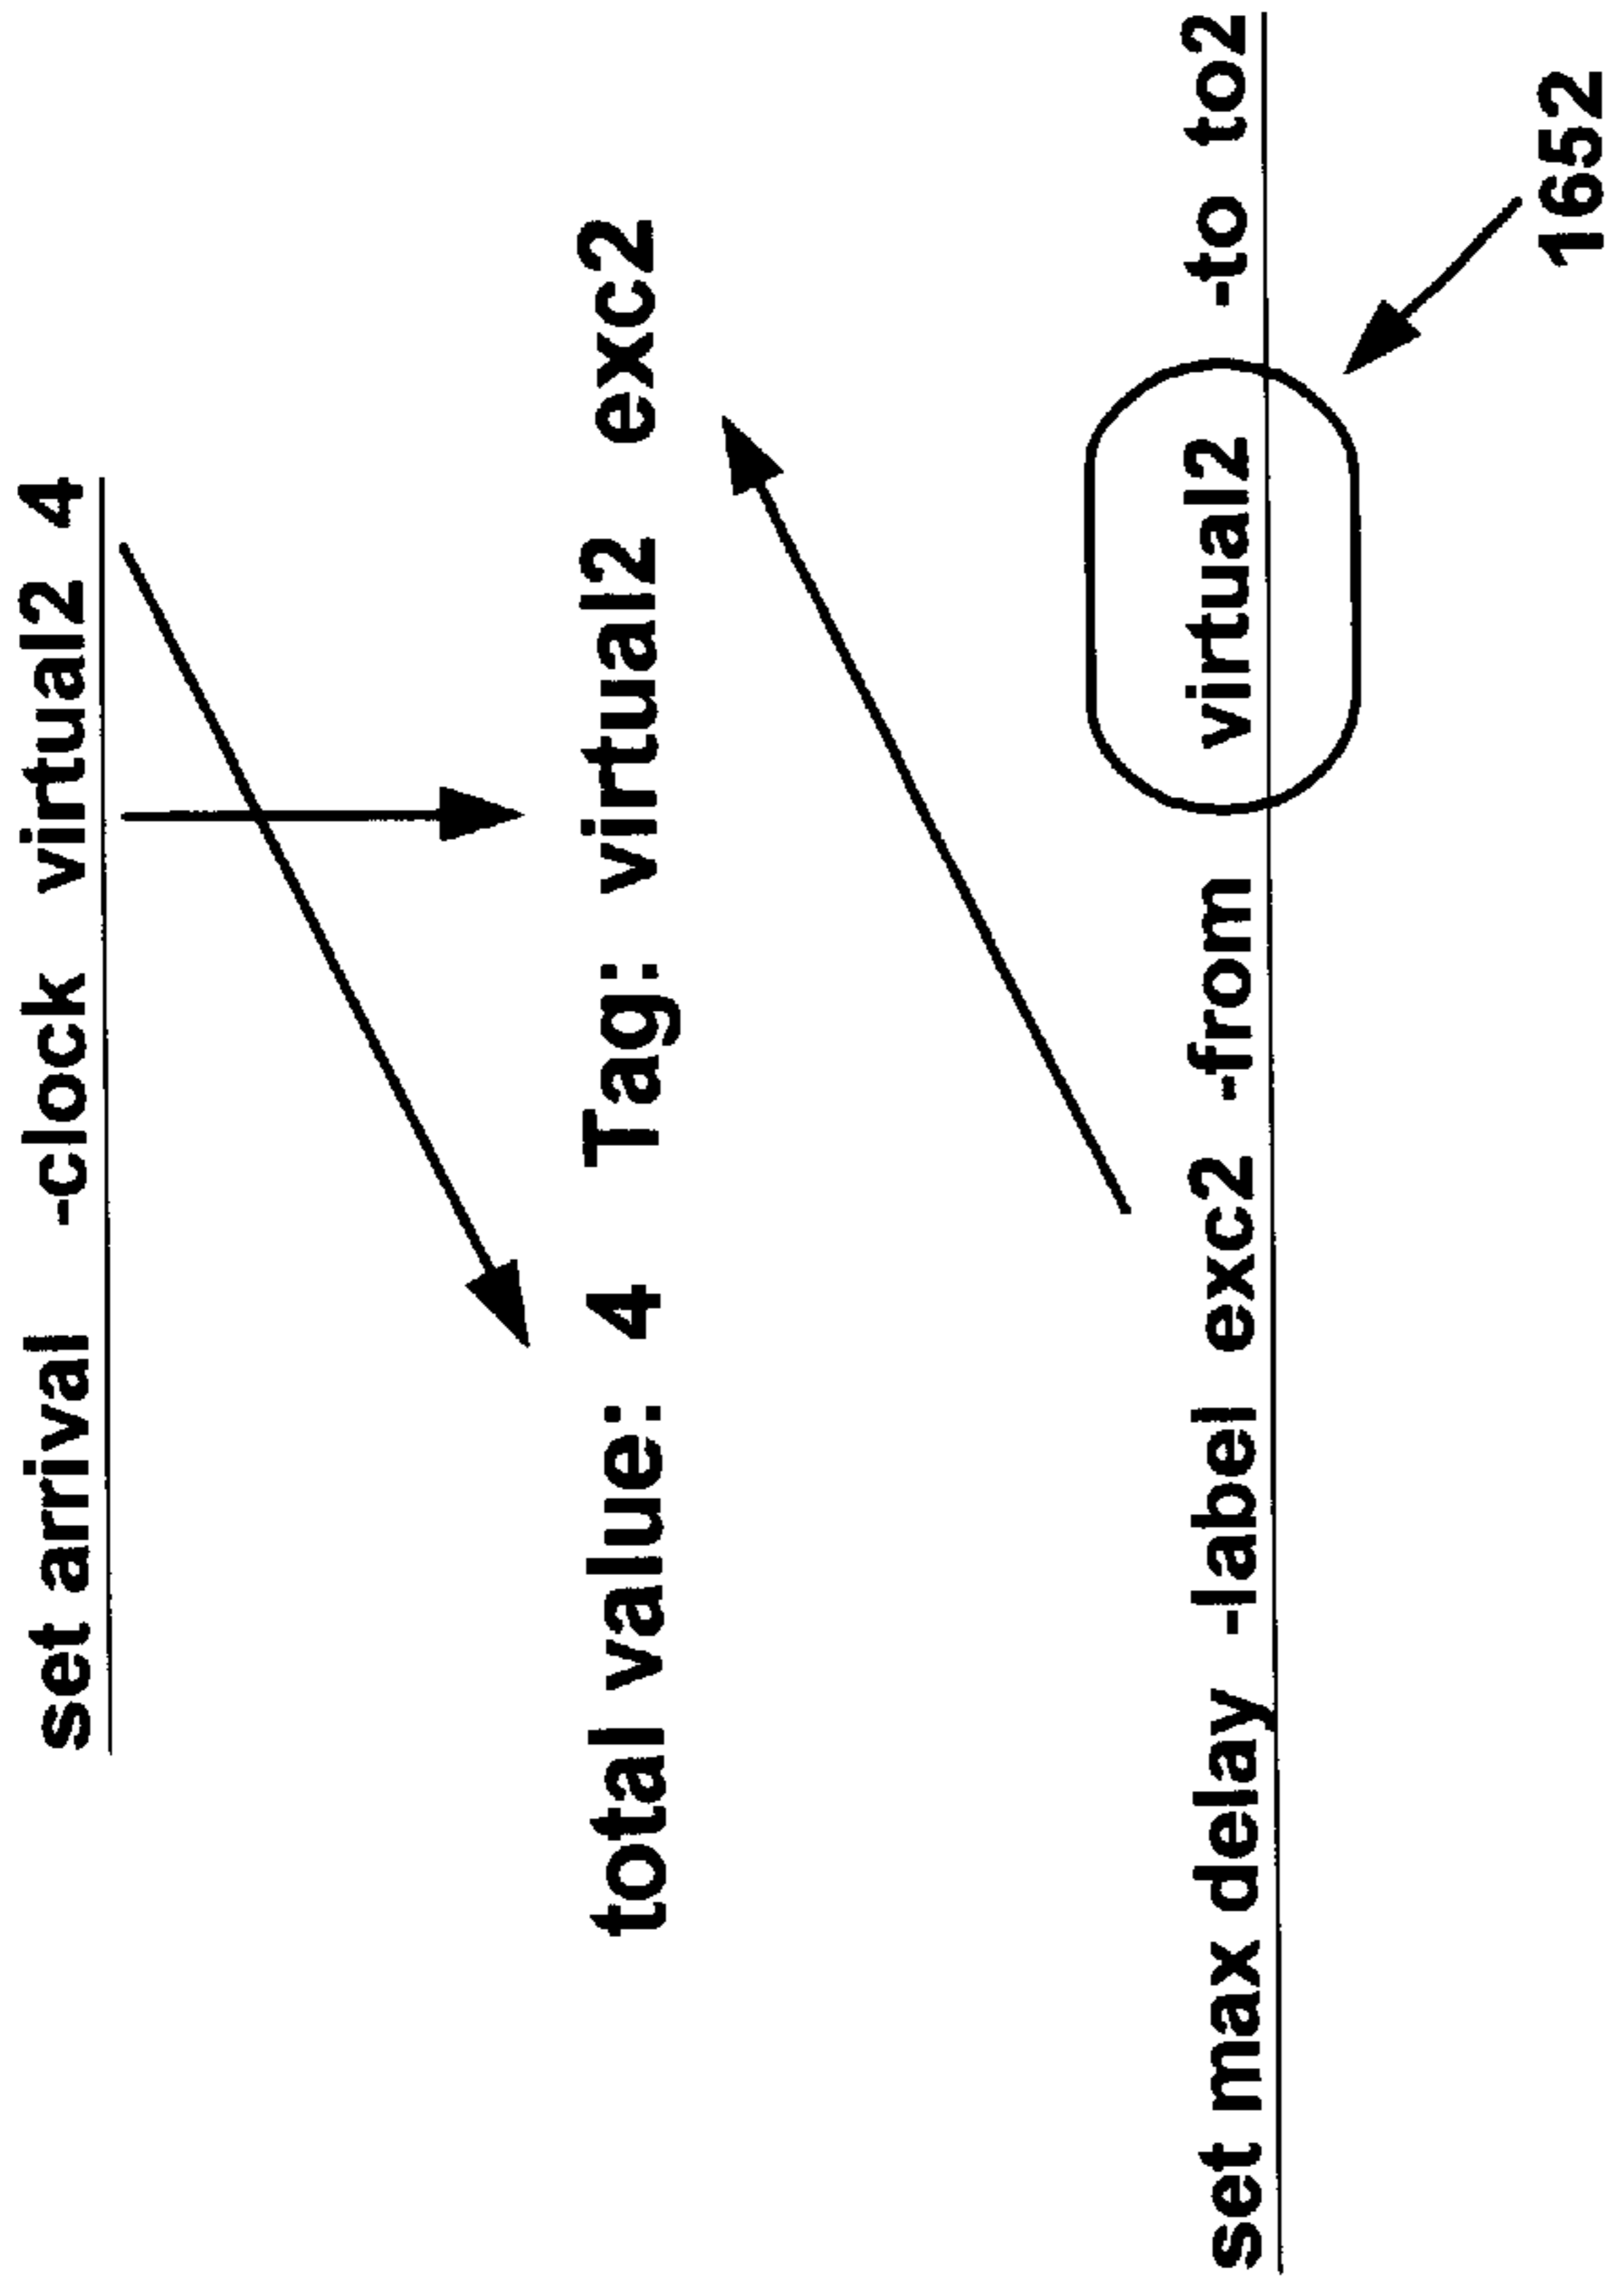 set arrival -clock virtual2 4
total value: 4 Tag: virtual2 exc2
set max delay -label exc2 -from virtual2 -to to2
1652